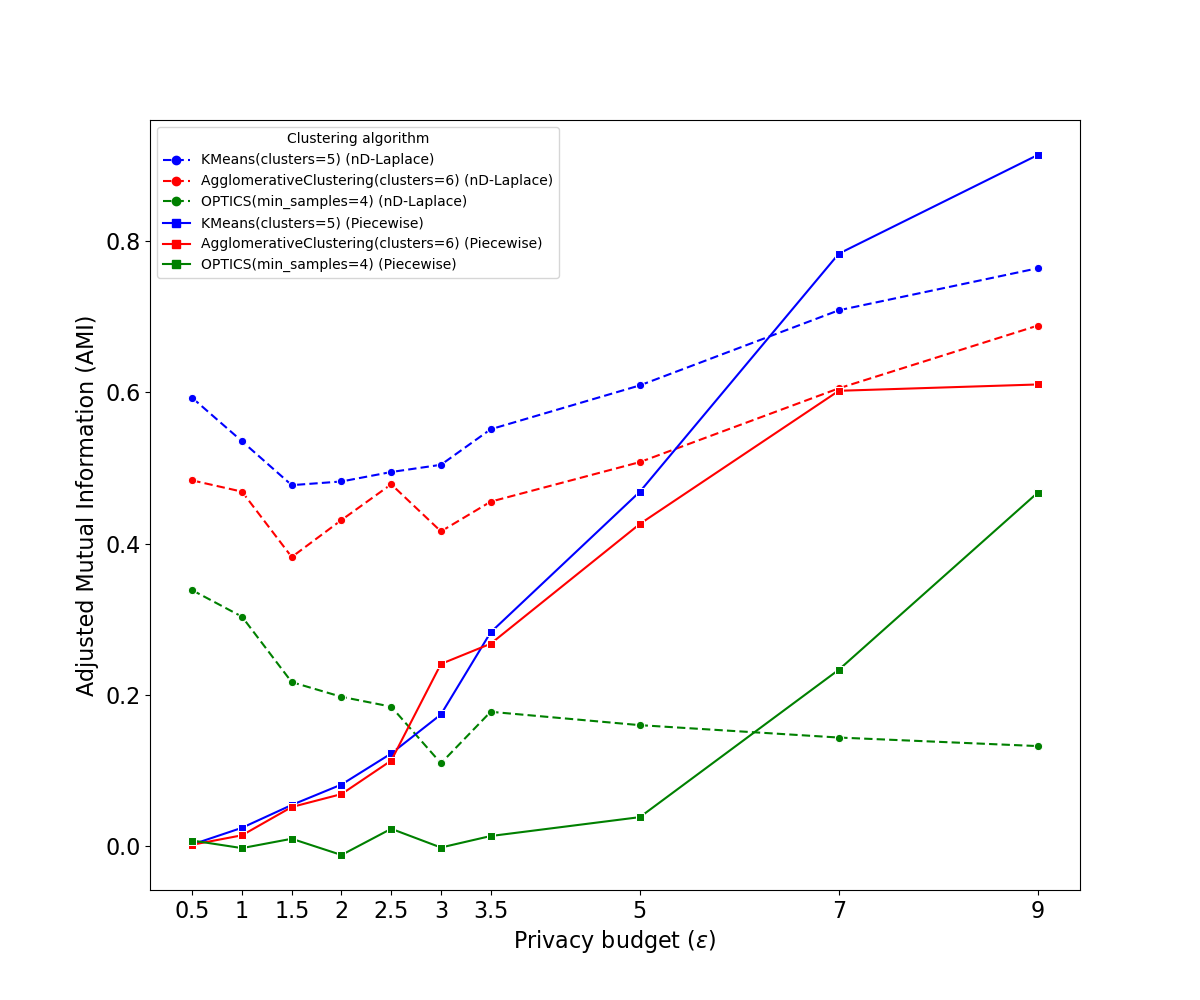 Clustering algorithm
KMeans(clusters=5) (nD-Laplace)
AgglomerativeClustering(clusters=6) (nD-Laplace)
OPTICS(min_samples=4) (nD-Laplace)
KMeans(clusters=5) (Piecewise)
AgglomerativeClustering(clusters=6) (Piecewise)
OPTICS(min_samples=4) (Piecewise)
Adjusted Mutual Information (AMI)
0.8
0.6
0.4
0.2
0.0
0.5 1 1.5 2 2.5 3 3.5 5 7 9
Privacy budget (ε)